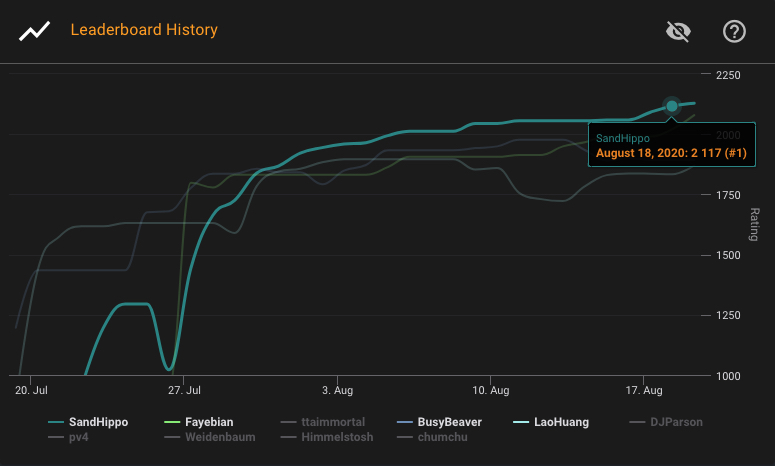 Leaderboard History
2250
2000
SandHippo
August 18, 2020: 2 117 (#1)
1750
1500
1250
1000
Rating
20. Jul 27. Jul 3. Aug 10. Aug 17. Aug
SandHippo Fayebian ttaimmortal BusyBeaver LaoHuang DJParson
pv4 Weidenbaum Himmelstosh chumchu